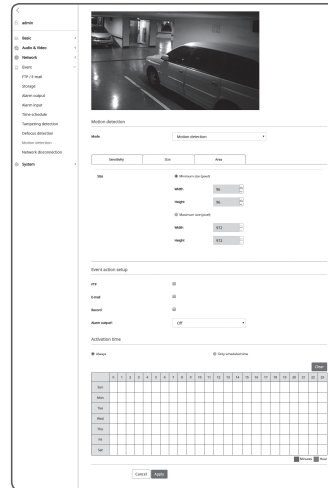 admin
Basic
Audio & Video
Network
Event
FTP / E-mail
Storage
Alarm output
Alarm input
Time schedule
Tampering detection
Defocus detection
Motion detection
Network disconnection
System
Motion detection
Mode Motion detection
Sensitivity Size Area
Size Minimum size (pixel)
Width 96
Height 96
Maximum size (pixel)
Width
Height
Event action setup
FTP
E-mail
Record
Alarm output1 Off
Activation time
Always Only scheduled time
Clear
0 1 2 3 4 5 6 7 8 9 10 11 12 13 14 15 16 17 18 19 20 21 22 23
Sun
Mon
Tue
Wed
Thu
Fri
Sat
Minutes Hour
Cancel Apply